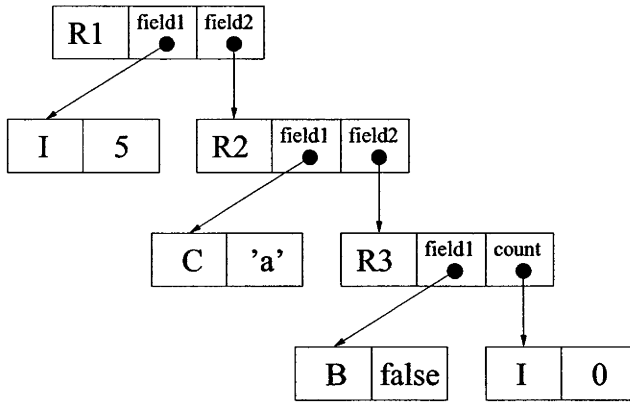 R1 field1 field2
I 5
R2 field1 field2
C 'a'
R3 field1 count
B false
I 0